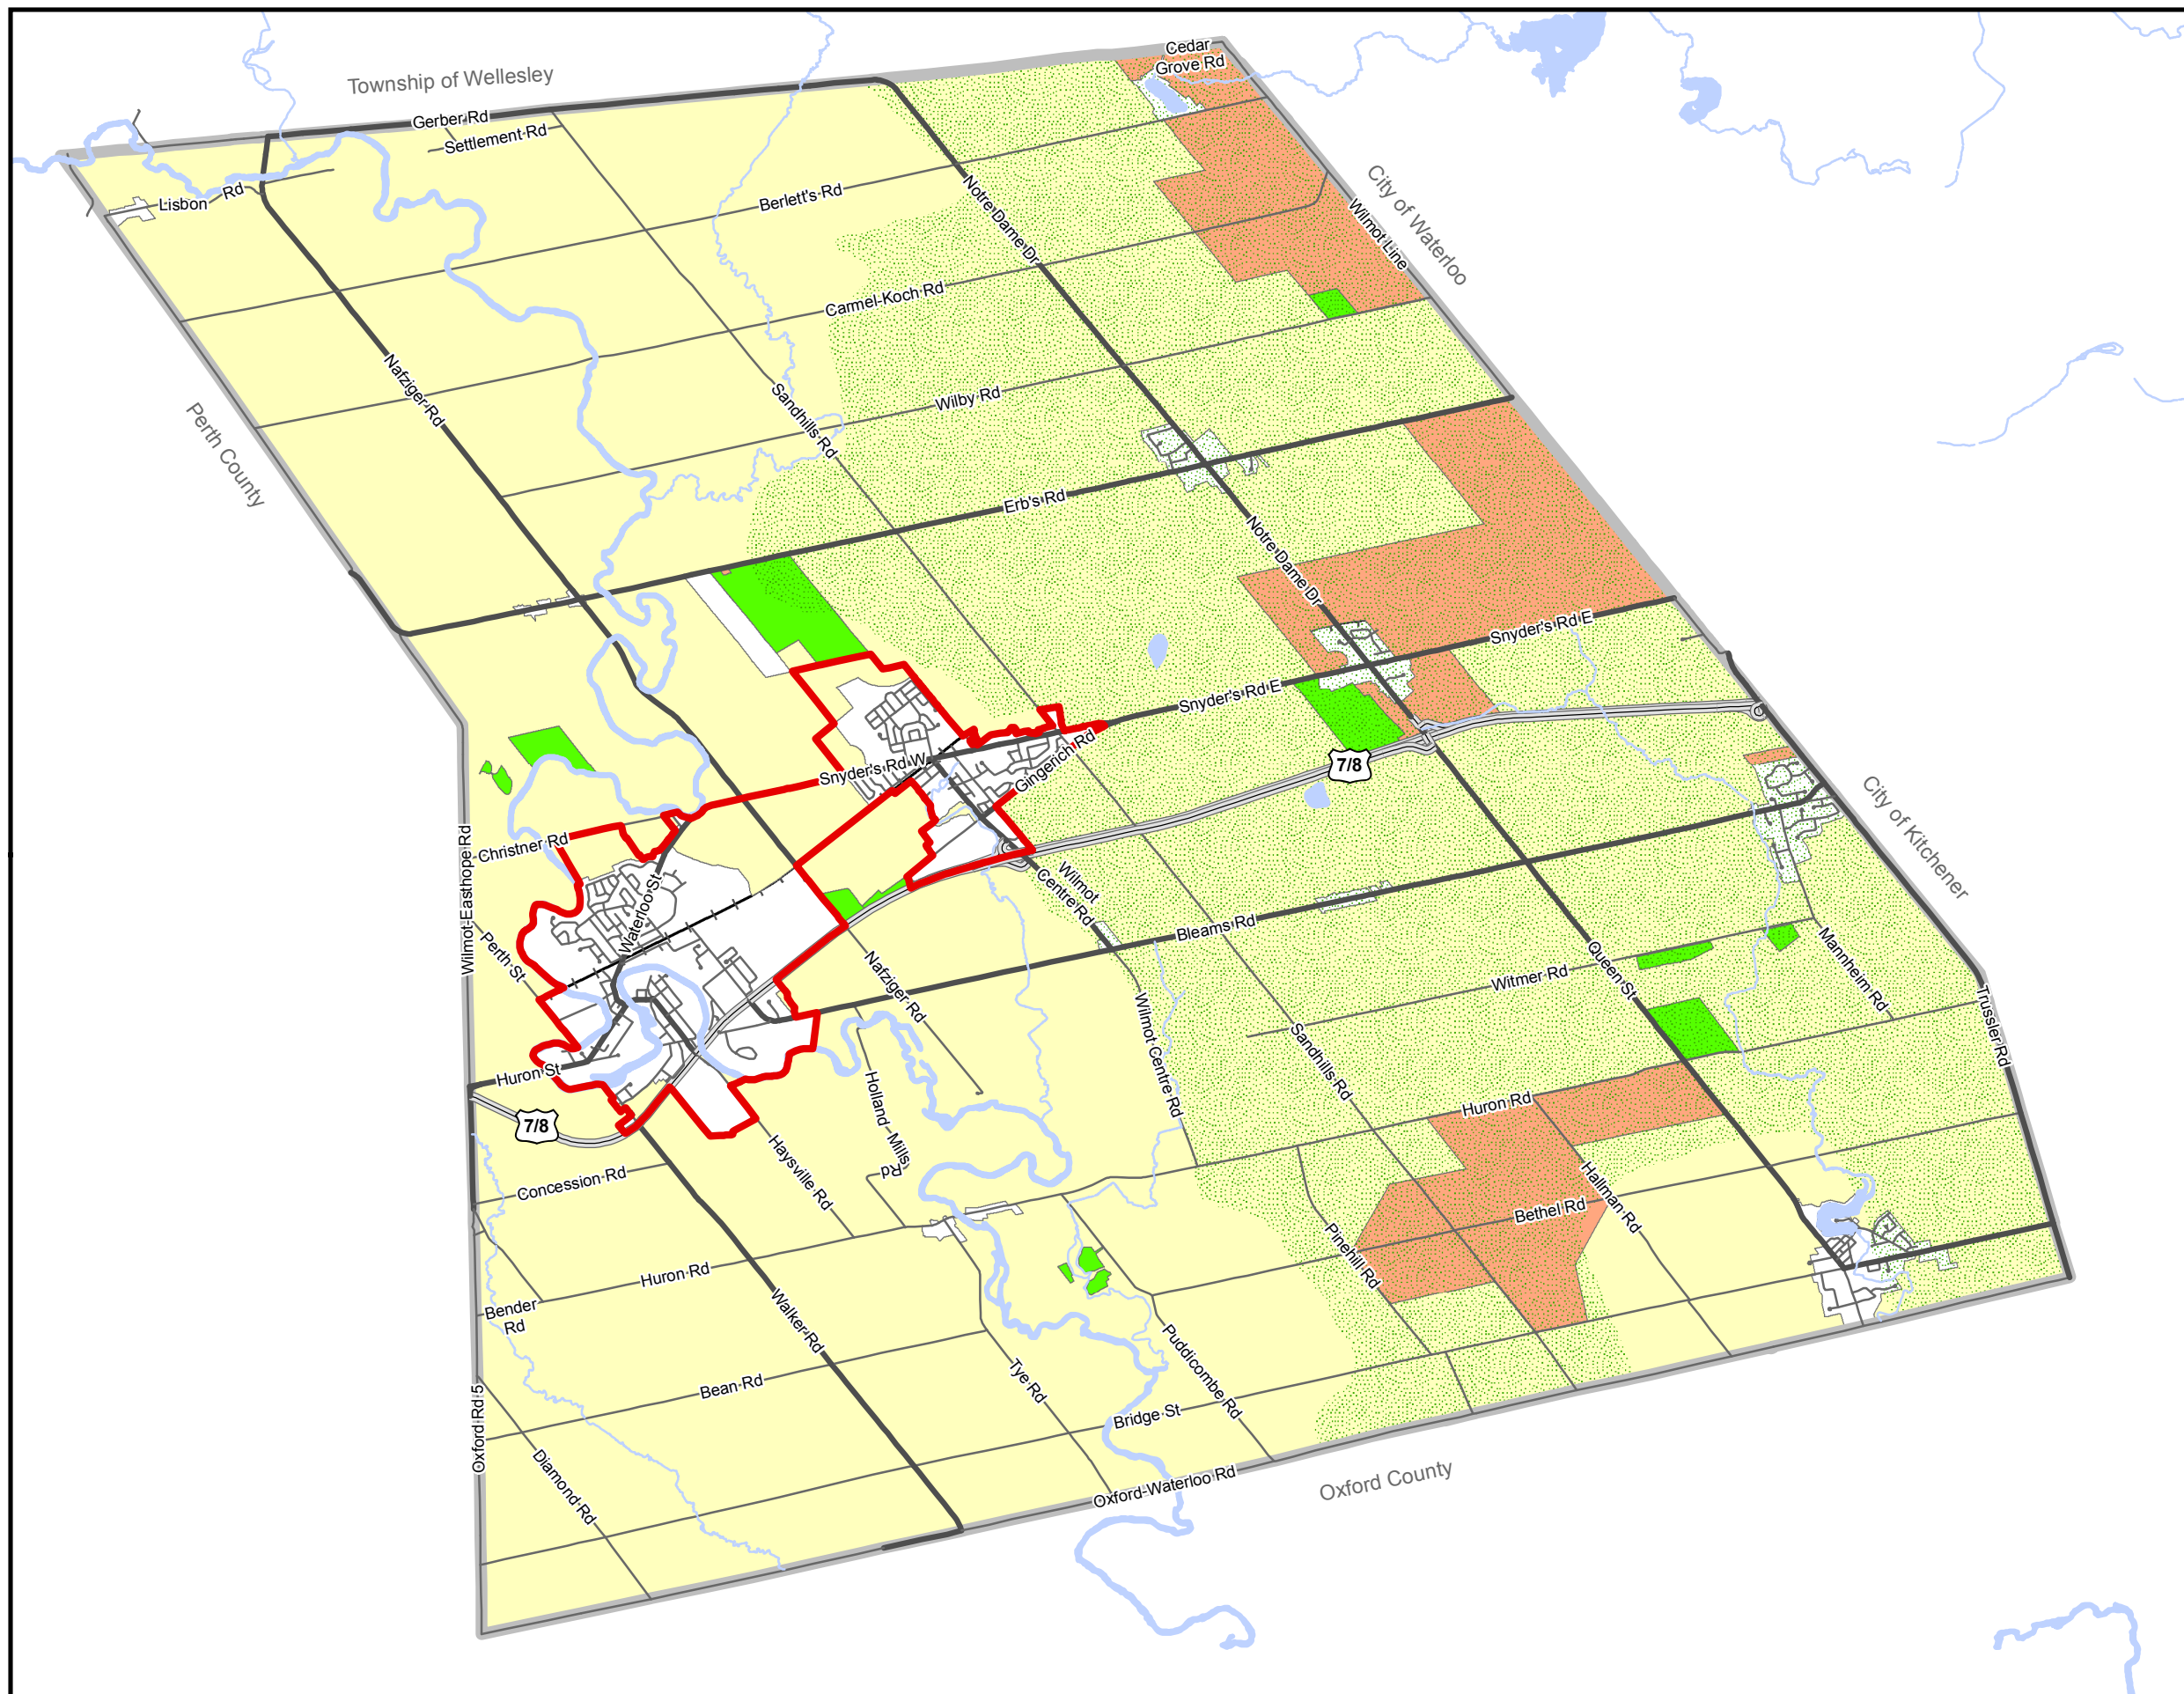 Cedar
Grove Rd
Township of Wellesley
Gerber Rd
Settlement Rd
Lisbon Rd
Berlett's Rd
Notre Dame Dr
City of Waterloo
Wilmot Line
Carmel-Koch Rd
Nafziger Rd
Sandhills Rd
Wilby Rd
Perth County
Erb's Rd
Notre Dame Dr
Snyder's Rd E
Snyder's Rd E
Snyder's Rd W
Gingerich Rd
7/8
City of Kitchener
Christner Rd
Wilmot-Easthope Rd
Waterloo St
Wilmot
Centre Rd
Perth St
Bleams Rd
Nafziger Rd
Queen St
Mannheim Rd
Witmer Rd
Trussler Rd
Wilmot Centre Rd
Sandhills Rd
Huron St
7/8
Holland Mills
Rd
Huron Rd
Haysville Rd
Concession Rd
Hallman Rd
Bethel Rd
Pinehill Rd
Huron Rd
Bender
Rd
Walker Rd
Puddicombe Rd
Tye Rd
Bean Rd
Bridge St
Oxford Rd 5
Diamond Rd
Oxford-Waterloo Rd
Oxford County